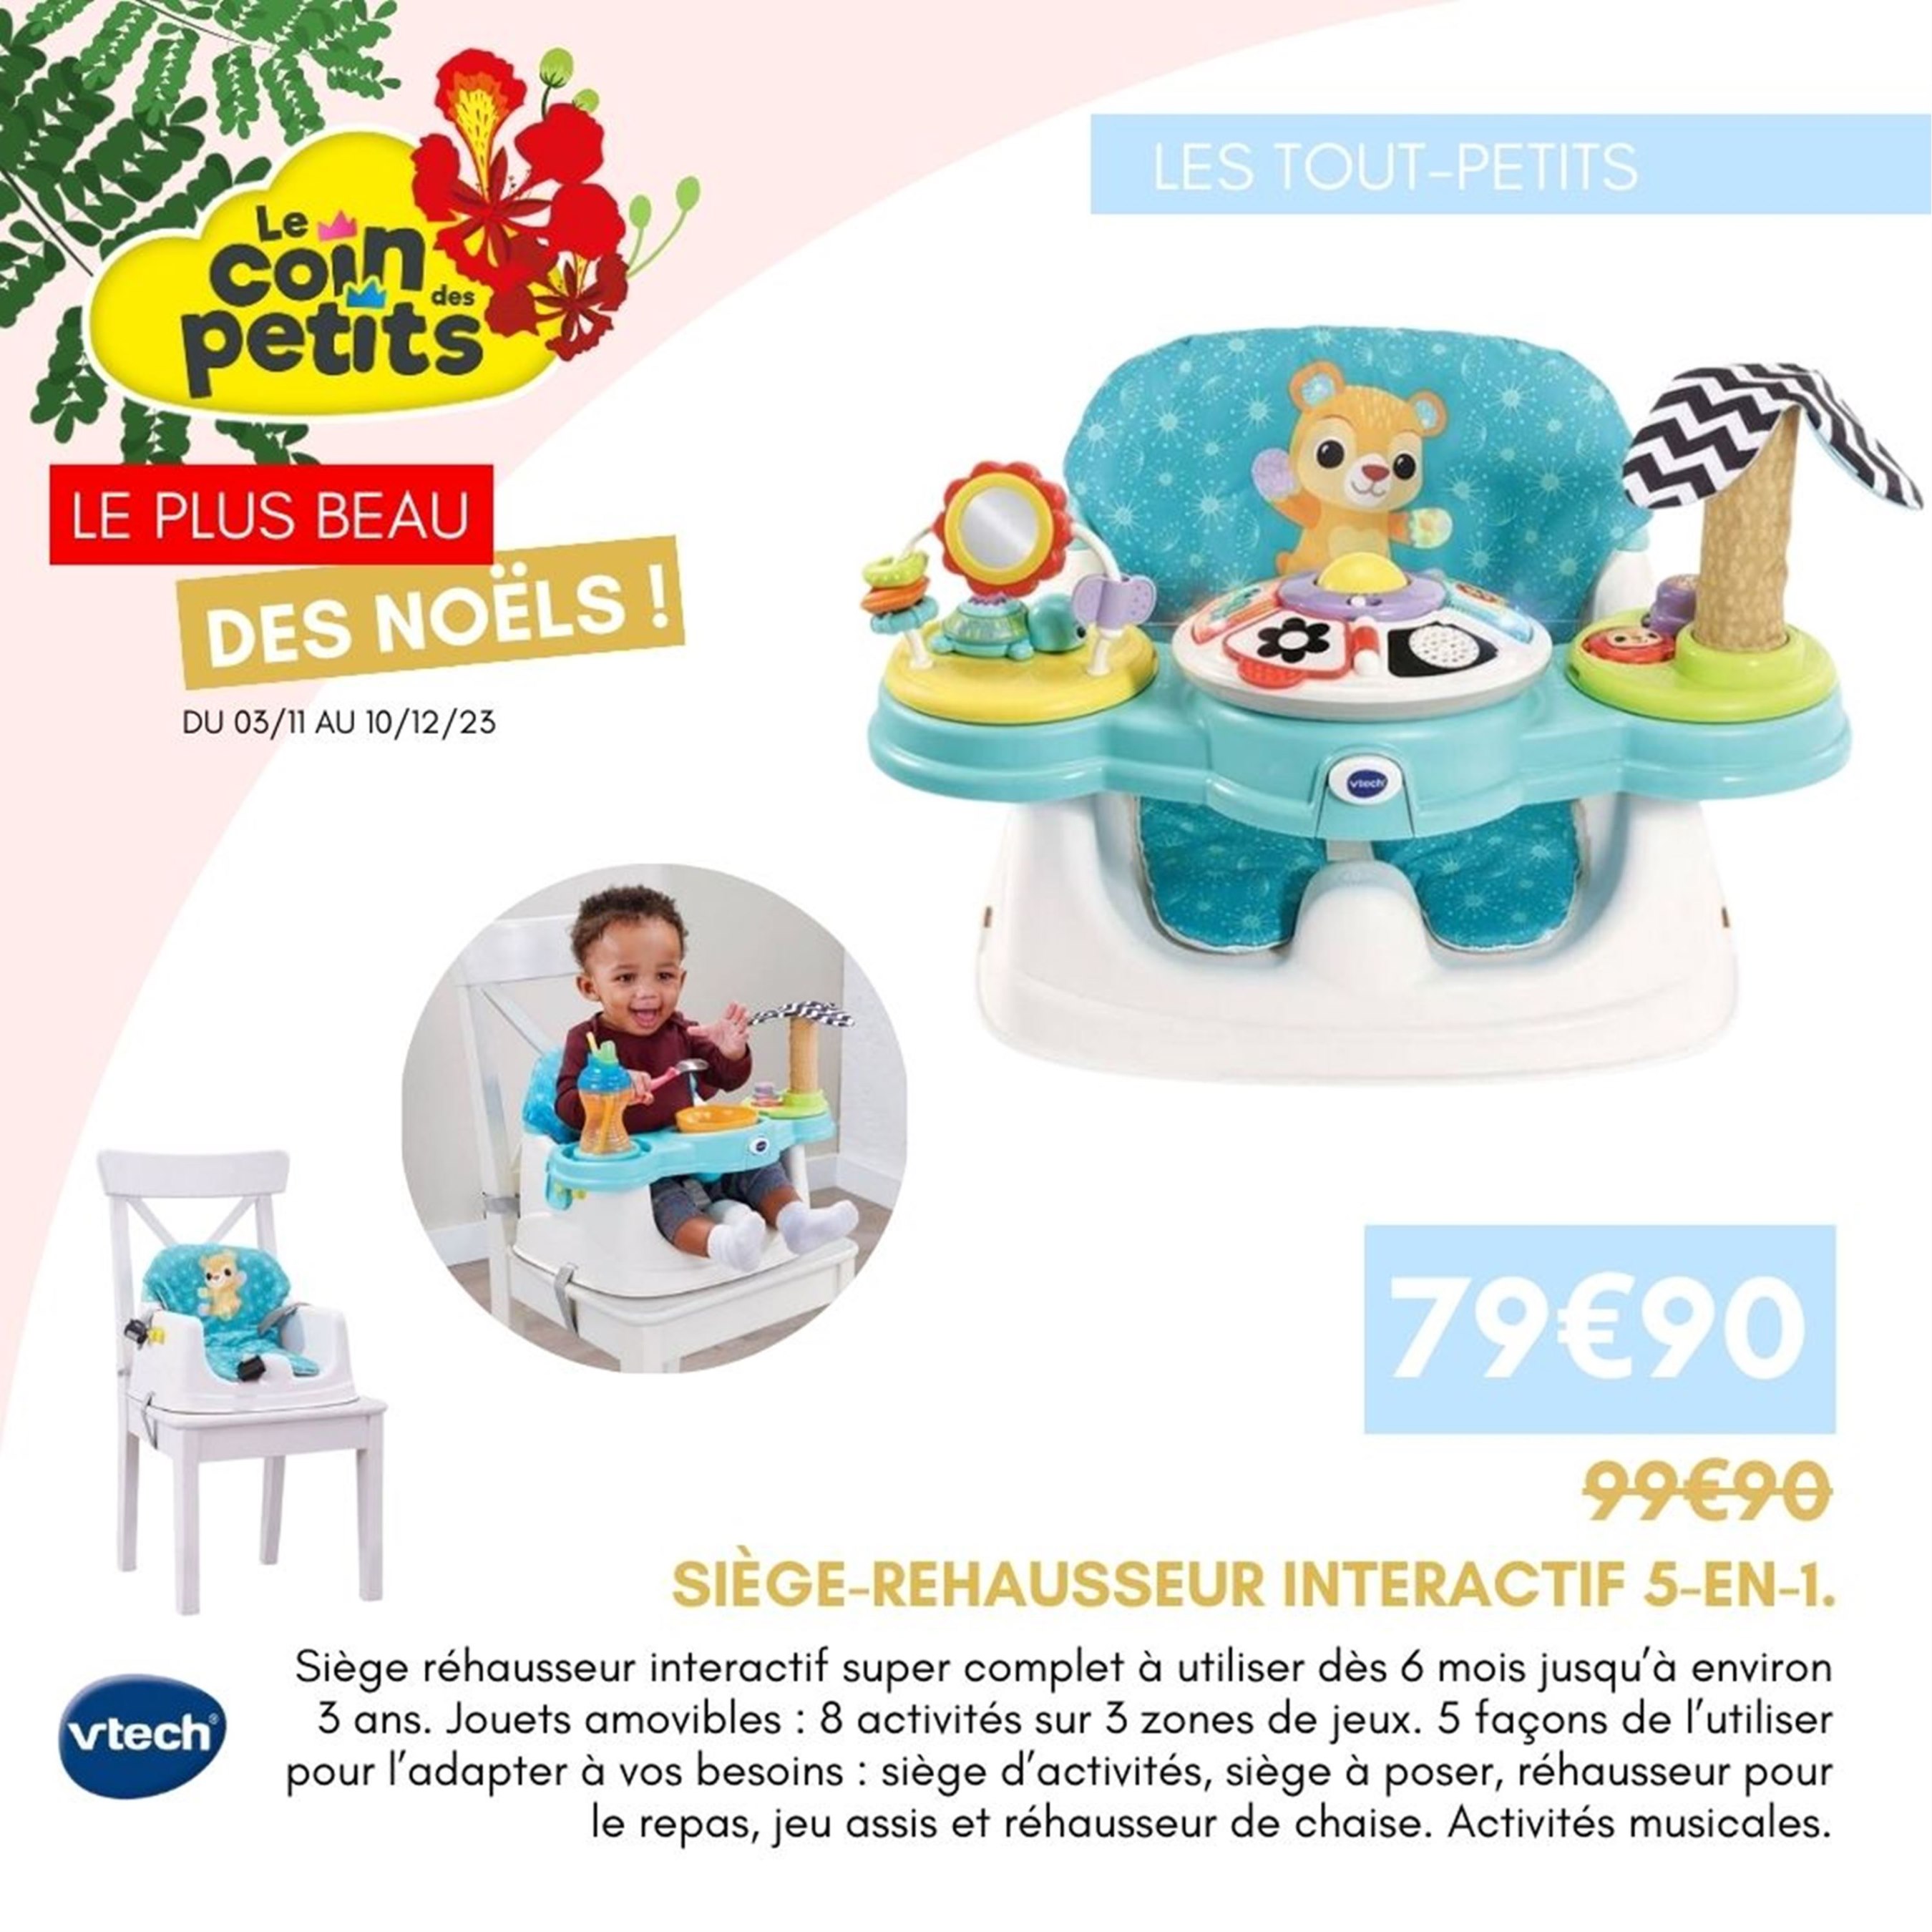 Le
coin
des
petits
LES TOUT-PETITS
LE PLUS BEAU
DES NOËLS !
DU 03/11 AU 10/12/23
vtech
79€90
99€90
SIÈGE-REHAUSSEUR INTERACTIF 5-EN-1.
Siège réhausseur interactif super complet à utiliser dès 6 mois jusqu'à environ
3 ans. Jouets amovibles : 8 activités sur 3 zones de jeux. 5 façons de l'utiliser
pour l'adapter à vos besoins : siège d'activités, siège à poser, réhausseur pour
le repas, jeu assis et réhausseur de chaise. Activités musicales.
vtech®